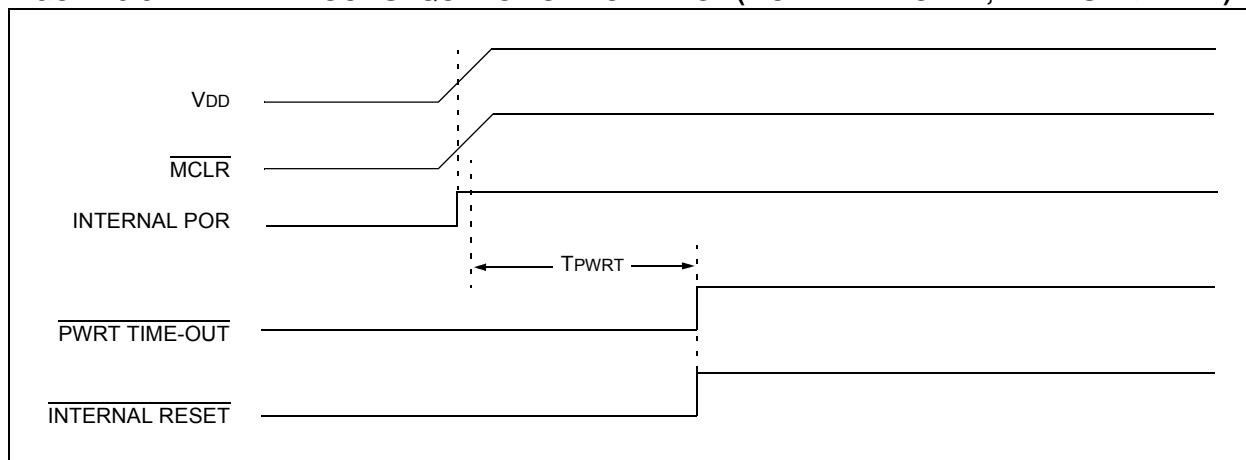 VDD
MCLR
INTERNAL POR
TPWRT
PWRT TIME-OUT
INTERNAL RESET